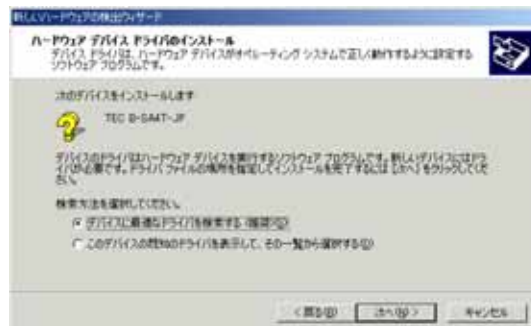 新しいハードウェアの検出ウィザード
ハードウェア デバイス ドライバのインストール
デバイス ドライバは、ハードウェア デバイスがオペレーティング システムで正しく動作するように設定する
ソフトウェア プログラムです。
次のデバイスをインストールします
TEC B-SA4T-JP
デバイスのドライバはハードウェア デバイスを実行するソフトウェア プログラムです。新しいデバイスにはドラ
イバが必要です。ドライバ ファイルの場所を指定してインストールを完了するには [次へ] をクリックしてくだ
さい。
検索方法を選択してください。
デバイスに最適なドライバを検索する (推奨)(S)
このデバイスの既知のドライバを表示して、その一覧から選択する(D)
< 戻る(B)
次へ(N) >
キャンセル